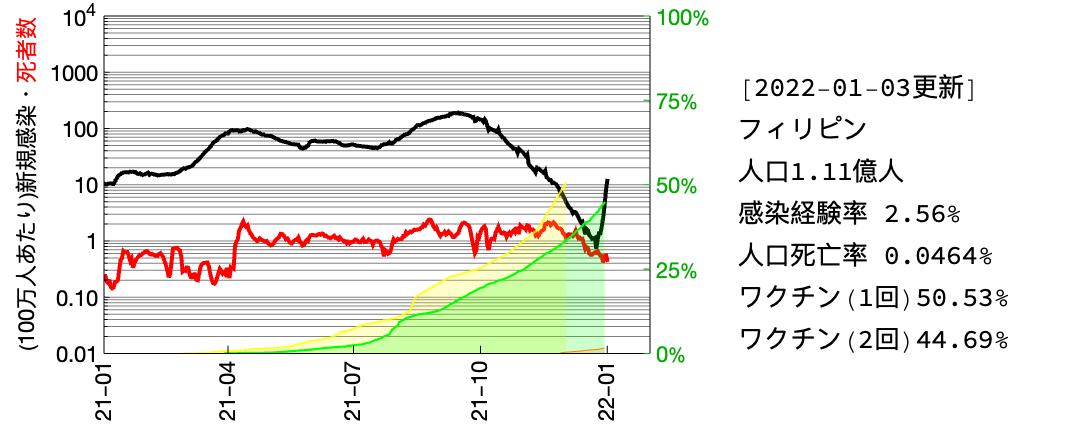 (100万人あたり)新規感染・死者数
10^4
1000
100
10
1
0.10
0.01
100%
75%
50%
25%
0%
21-01
21-04
21-07
21-10
22-01
[2022-01-03更新]
フィリピン
人口1.11億人
感染経験率 2.56%
人口死亡率 0.0464%
ワクチン(1回)50.53%
ワクチン(2回)44.69%